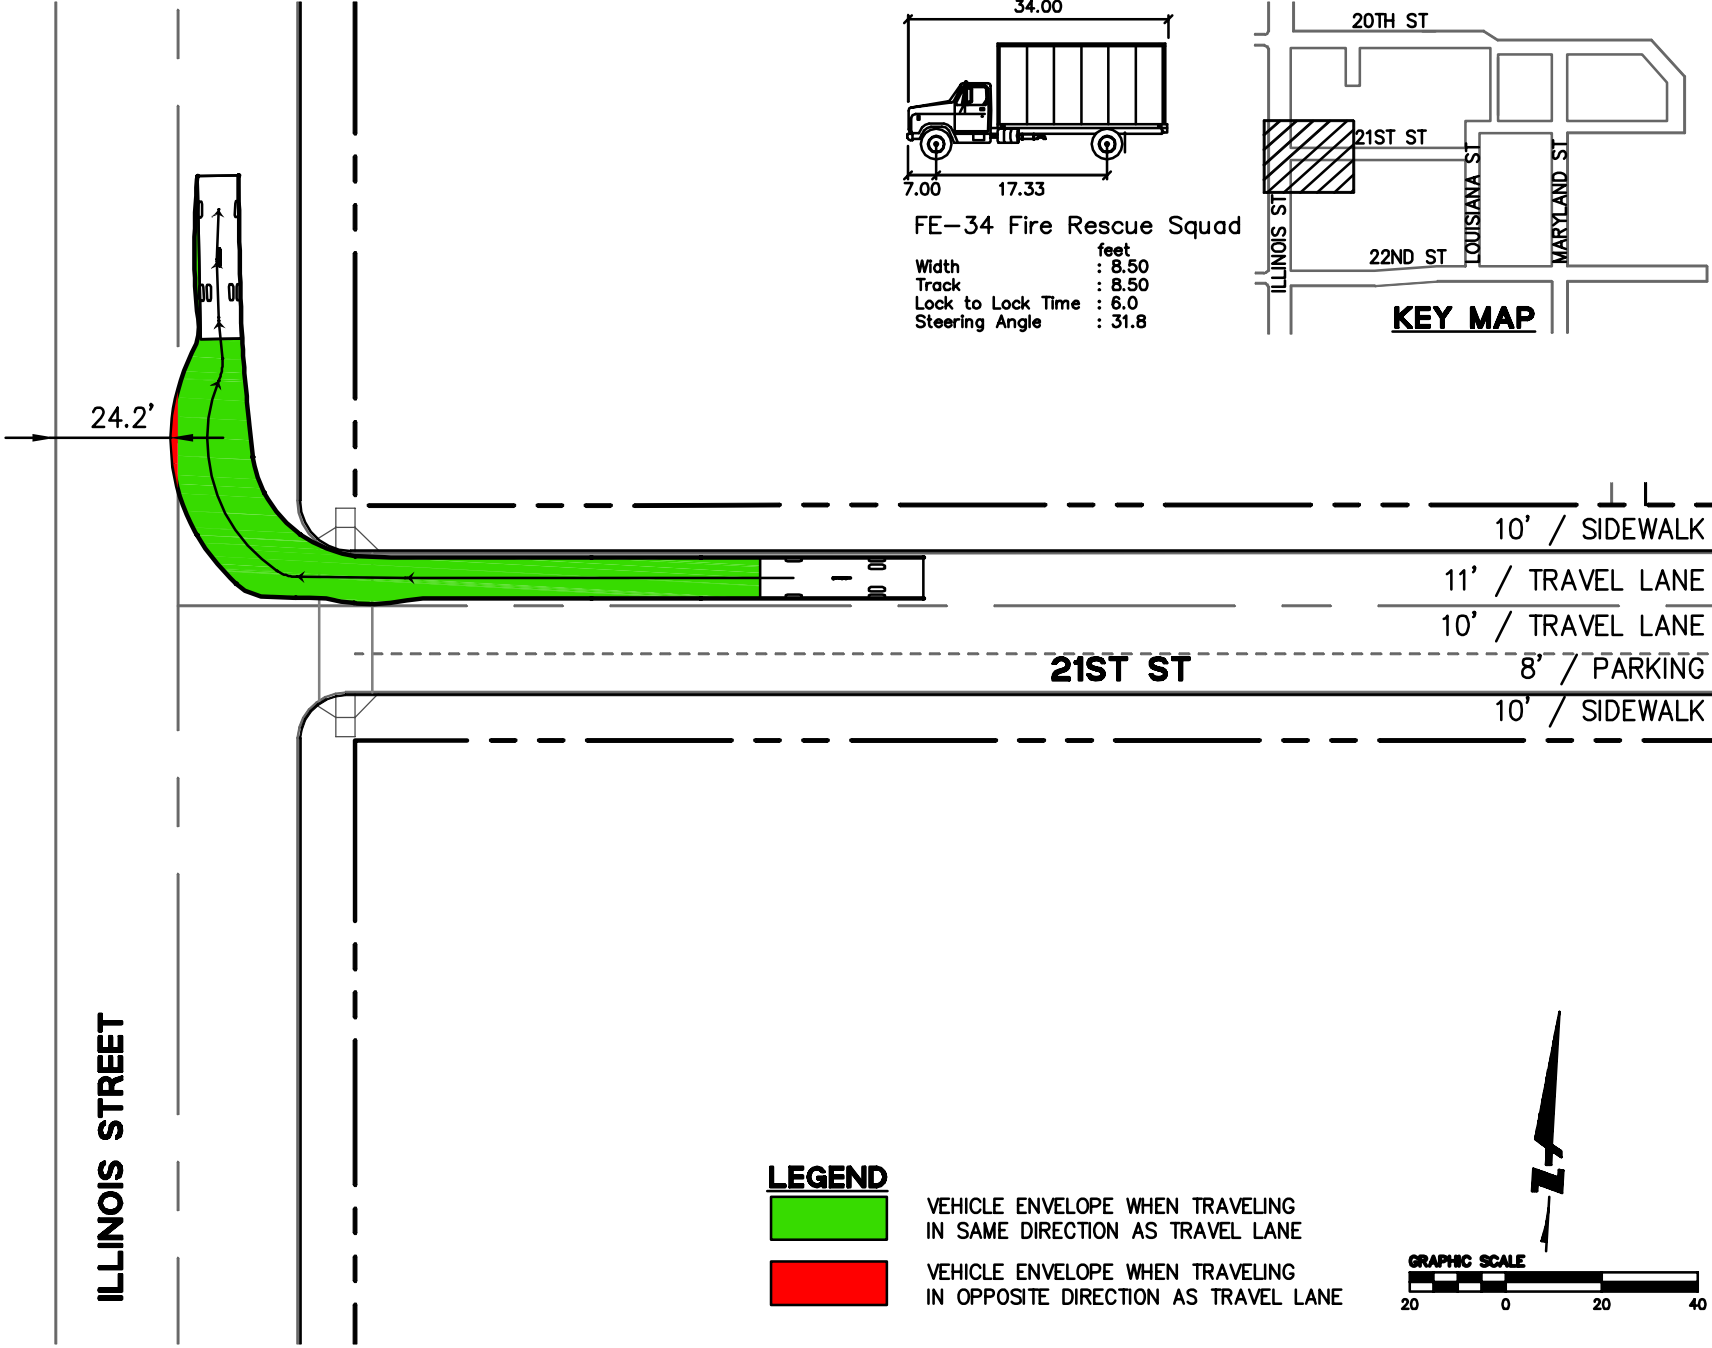 34.00
7.00
17.33
FE-34 Fire Rescue Squad
feet
Width : 8.50
Track : 8.50
Lock to Lock Time : 6.0
Steering Angle : 31.8
20TH ST
21ST ST
22ND ST
ILLINOIS ST
LOUISIANA ST
MARYLAND ST
KEY MAP
24.2'
10' / SIDEWALK
11' / TRAVEL LANE
10' / TRAVEL LANE
21ST ST
8' / PARKING
10' / SIDEWALK
ILLINOIS STREET
LEGEND
VEHICLE ENVELOPE WHEN TRAVELING
IN SAME DIRECTION AS TRAVEL LANE
VEHICLE ENVELOPE WHEN TRAVELING
IN OPPOSITE DIRECTION AS TRAVEL LANE
Z
GRAPHIC SCALE
20 0 20 40